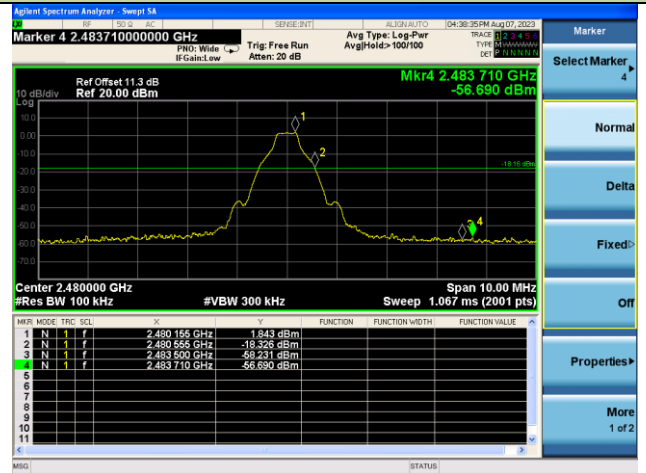 Agilent Spectrum Analyzer - Swept SA
RF 50 Ω AC SENSE:INT ALIGNAUTO 04:38:35PM Aug 07, 2023
Marker 4 2.483710000000 GHz
PNO: Wide
IFGain:Low
Trig: Free Run
Atten: 20 dB
Avg Type: Log-Pwr
Avg|Hold:>100/100
TRACE 1 2 3 4 5 6
TYPE M
DET P N N N N N
Ref Offset 11.3 dB
10 dB/div Ref 20.00 dBm
Log
Mkr4 2.483 710 GHz
-56.690 dBm
10.0
0.00
-10.0
-20.0
-30.0
-40.0
-50.0
-60.0
-70.0
1
2
4
-18.16 dBm
Center 2.480000 GHz Span 10.00 MHz
#Res BW 100 kHz #VBW 300 kHz Sweep 1.067 ms (2001 pts)
MKR MODE TRC SCL X Y FUNCTION FUNCTION WIDTH FUNCTION VALUE
1 N 1 f 2.480 155 GHz 1.843 dBm
2 N 1 f 2.480 555 GHz -18.326 dBm
3 N 1 f 2.483 500 GHz -58.231 dBm
4 N 1 f 2.483 710 GHz -56.690 dBm
5
6
7
8
9
10
11
MSG STATUS
Marker
Select Marker
4
Normal
Delta
Fixed
Off
Properties
More
1 of 2